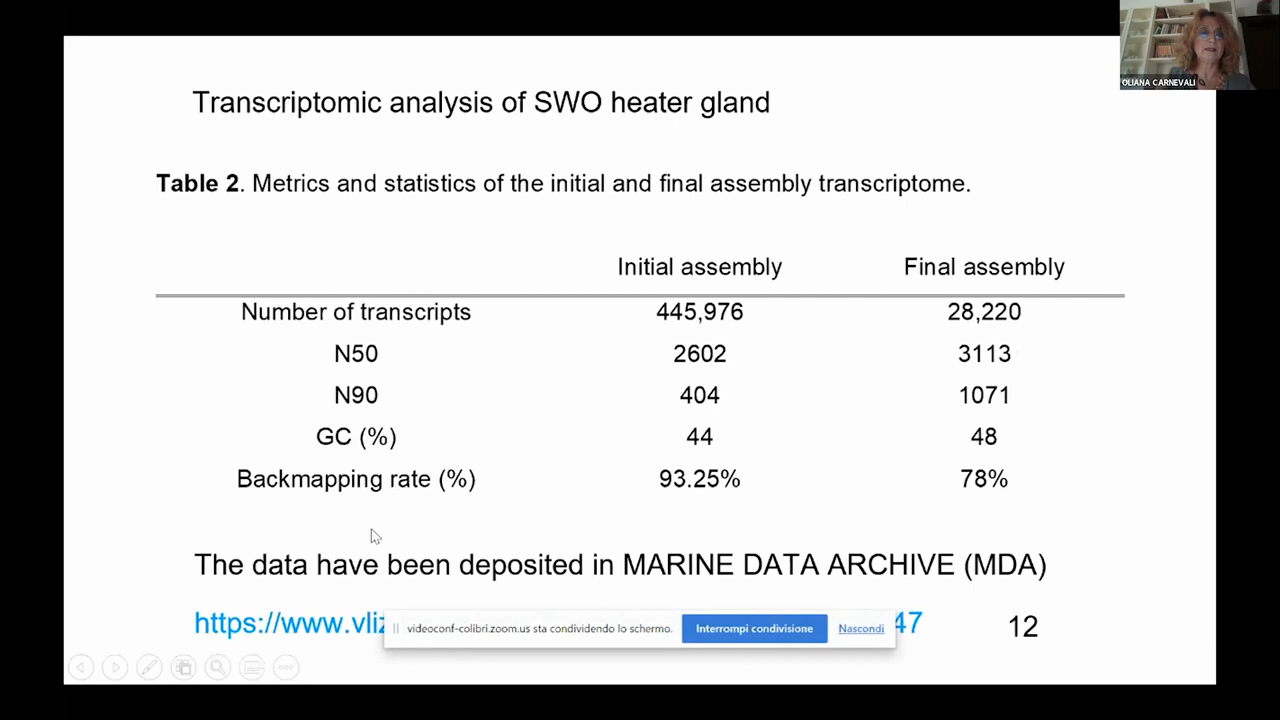 OLIANA CARNEVALI
Transcriptomic analysis of SWO heater gland
Table 2. Metrics and statistics of the initial and final assembly transcriptome.
Initial assembly Final assembly
Number of transcripts 445,976 28,220
N50 2602 3113
N90 404 1071
GC (%) 44 48
Backmapping rate (%) 93.25% 78%
The data have been deposited in MARINE DATA ARCHIVE (MDA)
https://www.vliz 47
videoconf-colibri.zoom.us sta condividendo lo schermo. Interrompi condivisione Nascondi
12